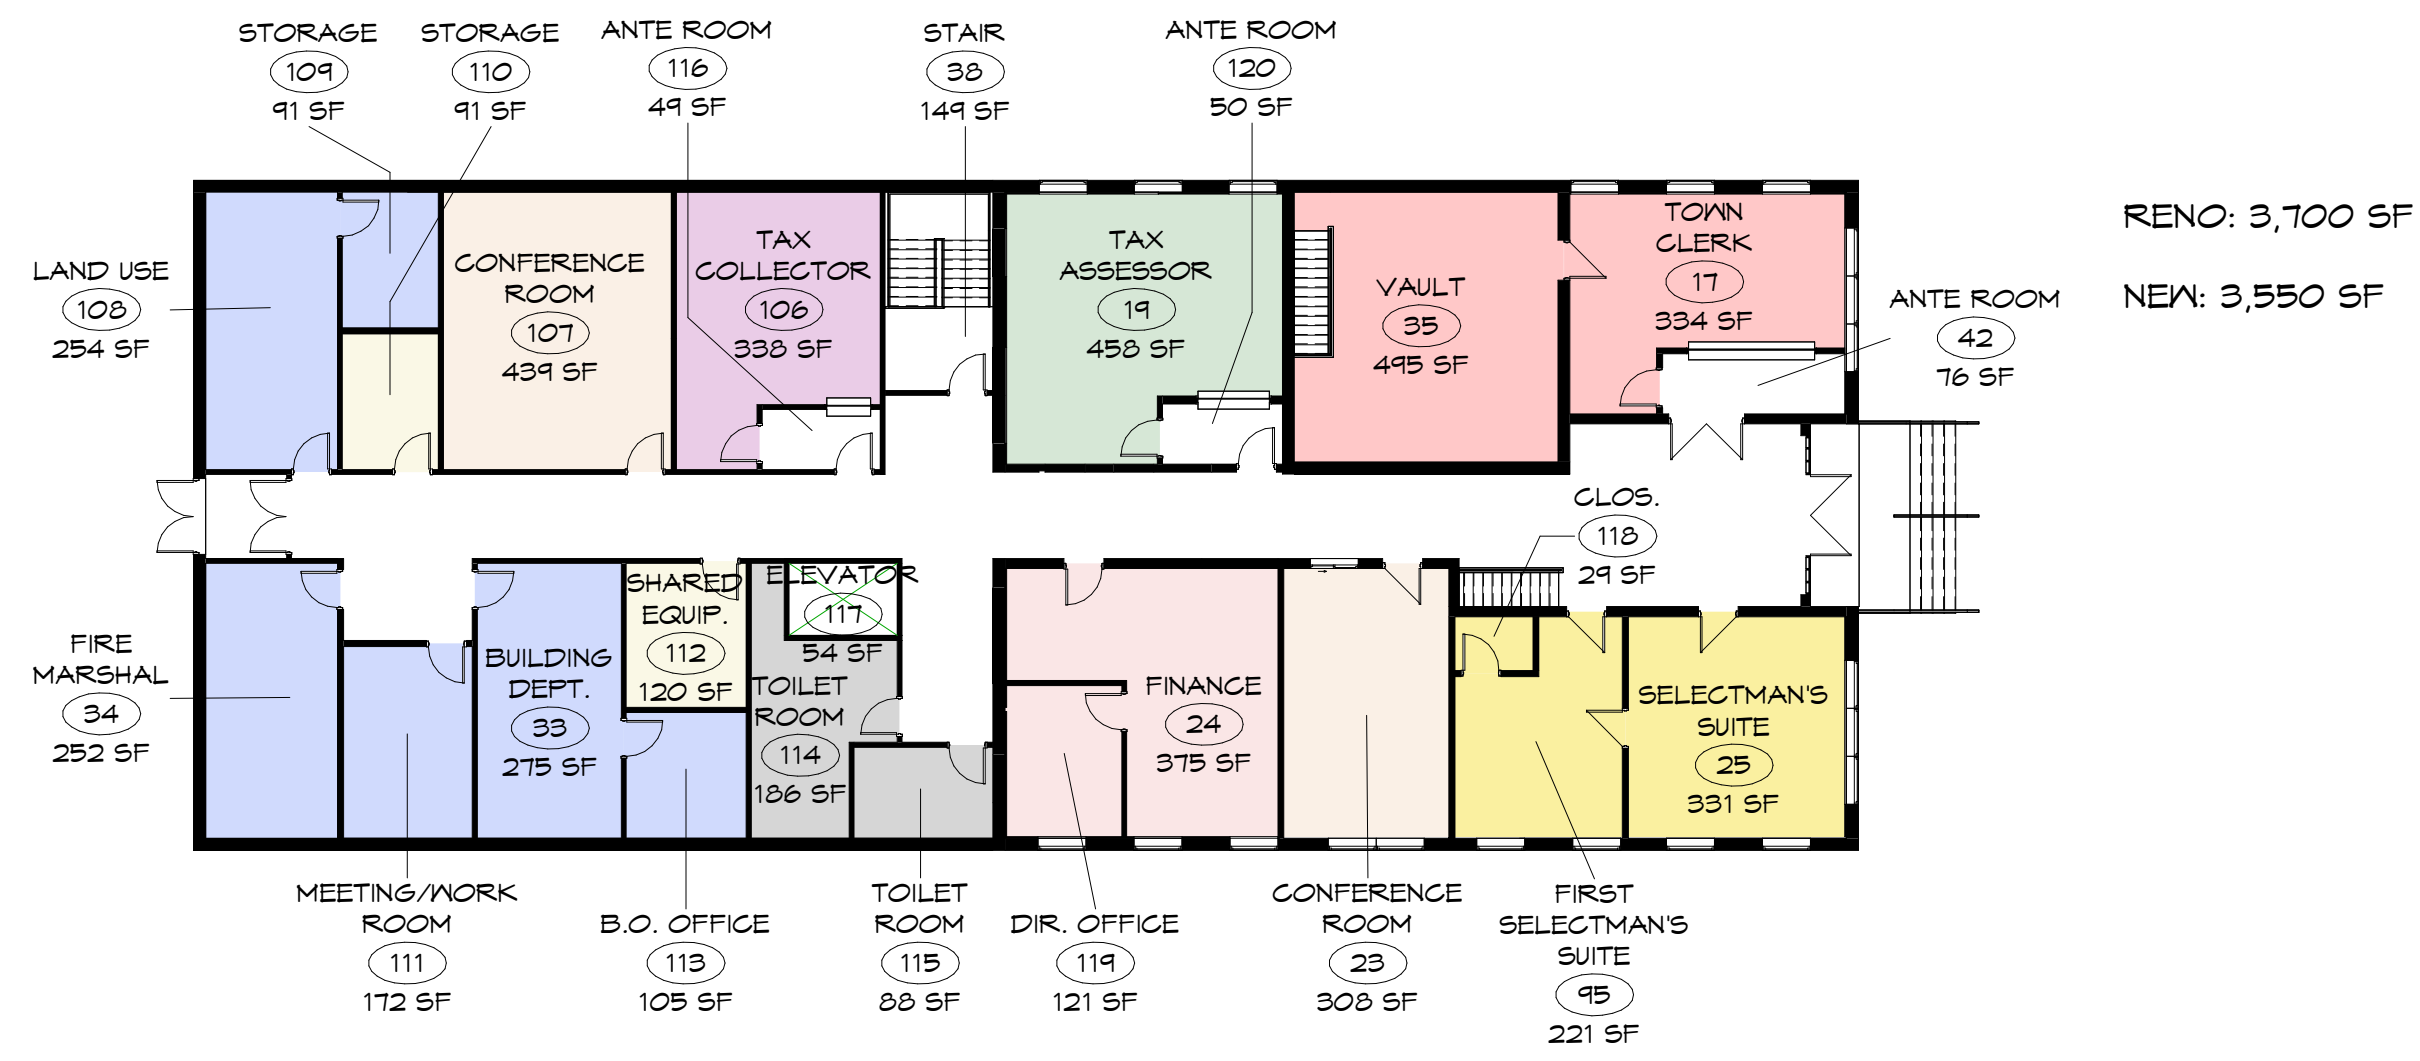 STORAGE
109
91 SF
STORAGE
110
91 SF
ANTE ROOM
116
49 SF
STAIR
38
149 SF
ANTE ROOM
120
50 SF
RENO: 3,700 SF
NEW: 3,550 SF
LAND USE
108
254 SF
CONFERENCE
ROOM
107
439 SF
TAX
COLLECTOR
106
338 SF
TAX
ASSESSOR
19
458 SF
VAULT
35
495 SF
TOWN
CLERK
17
334 SF
ANTE ROOM
42
76 SF
CLOS.
118
29 SF
FIRE
MARSHAL
34
252 SF
BUILDING
DEPT.
33
275 SF
SHARED
EQUIP.
112
120 SF
ELEVATOR
117
54 SF
TOILET
ROOM
114
186 SF
FINANCE
24
375 SF
SELECTMAN'S
SUITE
25
331 SF
MEETING/WORK
ROOM
111
172 SF
B.O. OFFICE
113
105 SF
TOILET
ROOM
115
88 SF
DIR. OFFICE
119
121 SF
CONFERENCE
ROOM
23
308 SF
FIRST
SELECTMAN'S
SUITE
95
221 SF